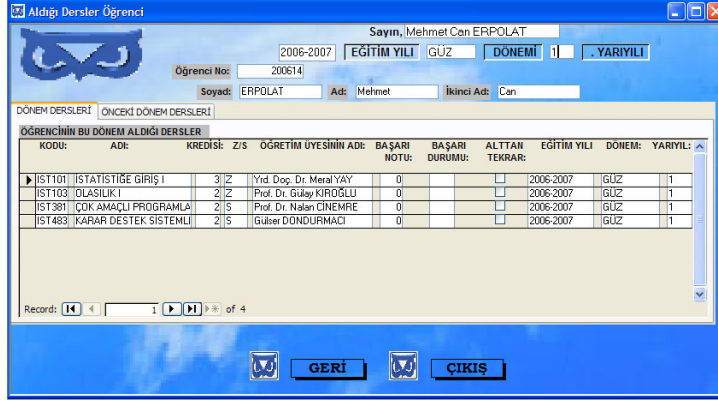 Aldığı Dersler Öğrenci
Sayın, Mehmet Can ERPOLAT
2006-2007 EĞİTİM YILI GÜZ DÖNEMİ 1 . YARIYILI
Öğrenci No: 200614
Soyad: ERPOLAT Ad: Mehmet İkinci Ad: Can
DÖNEM DERSLERİ ÖNCEKİ DÖNEM DERSLERİ
ÖĞRENCİNİN BU DÖNEM ALDIĞI DERSLER
KODU: ADI: KREDİSİ: Z/S ÖĞRETİM ÜYESİNİN ADI: BAŞARI NOTU: BAŞARI DURUMU: ALTTAN TEKRAR: EĞİTİM YILI DÖNEM: YARIYIL:
IST101 İSTATİSTİĞE GİRİŞ I 3 Z Yrd. Doç. Dr. Meral YAY 0 2006-2007 GÜZ 1
IST103 OLASILIK I 2 Z Prof. Dr. Gülay KIROĞLU 0 2006-2007 GÜZ 1
IST381 ÇOK AMAÇLI PROGRAMLA 2 S Prof. Dr. Nalan CİNEMRE 0 2006-2007 GÜZ 1
IST483 KARAR DESTEK SİSTEMLİ 2 S Gülser DONDURMACI 0 2006-2007 GÜZ 1
Record: 1 of 4
GERİ ÇIKIŞ